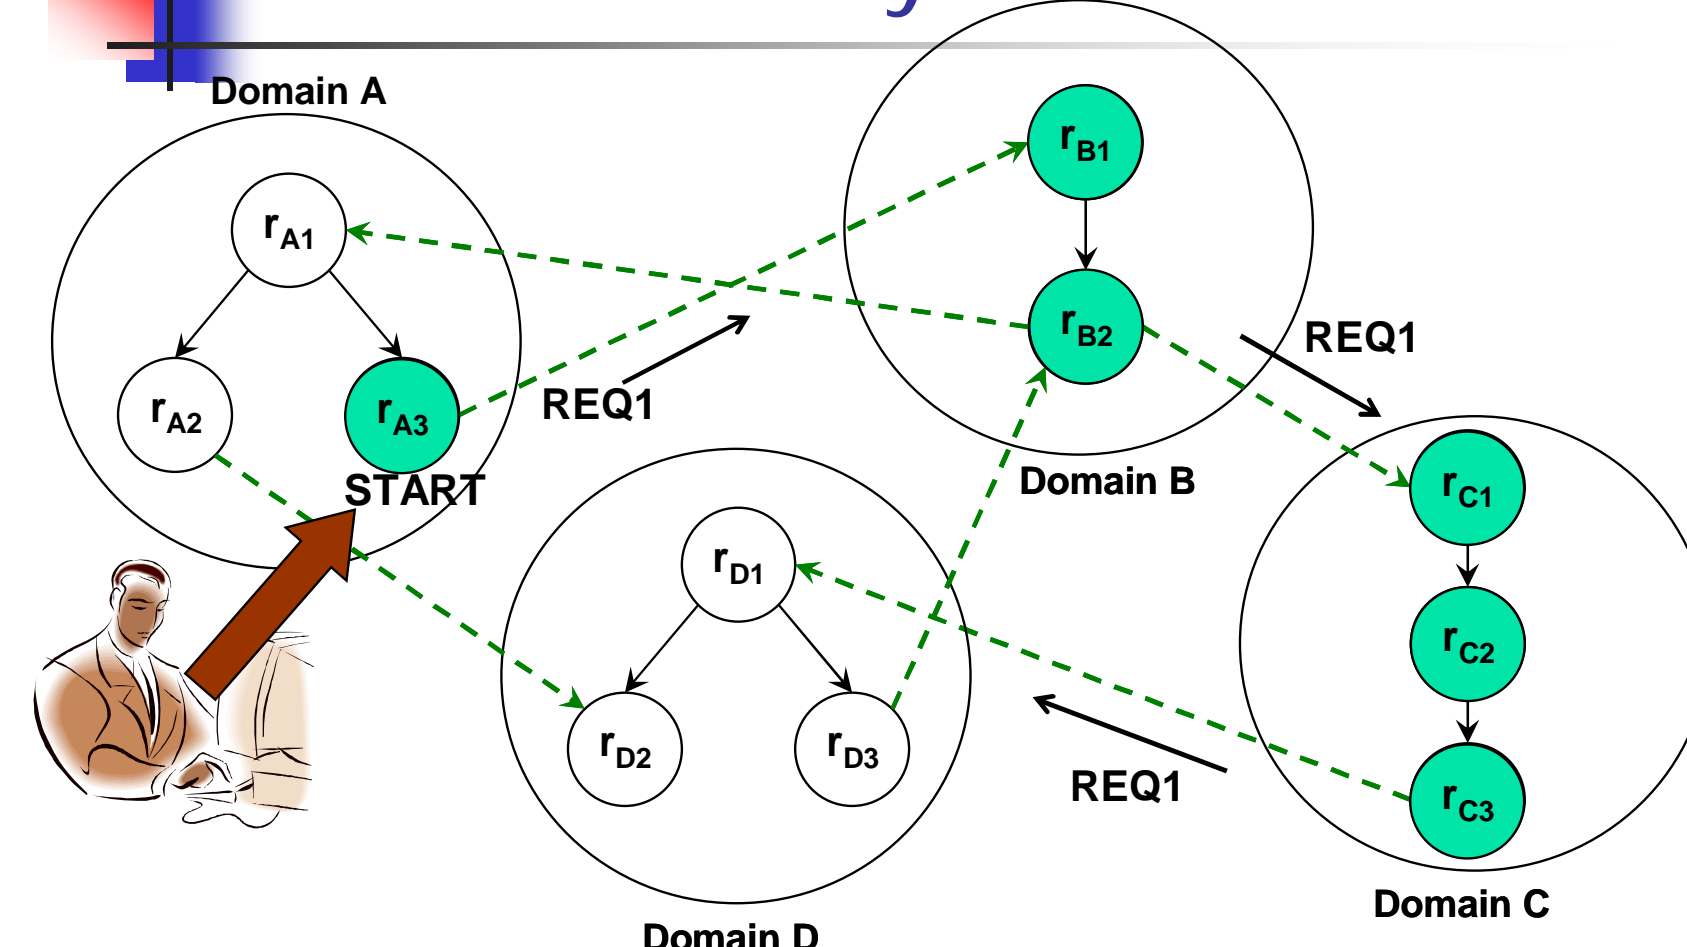 Domain A
rB1
rA1
rB2
REQ1
REQ1
rA2
rA3
START
Domain B
rC1
rD1
rC2
rD2
rD3
REQ1
rC3
Domain C
Domain D